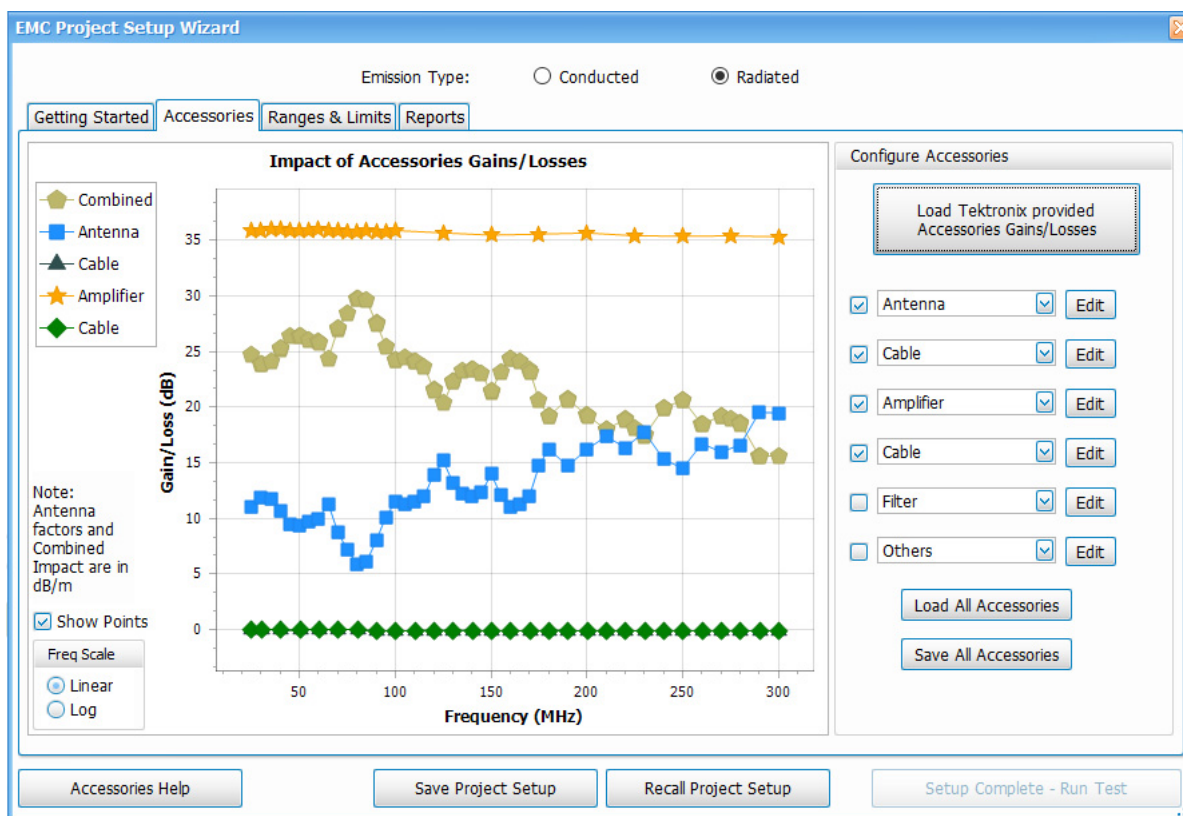 EMC Project Setup Wizard
Emission Type:
Conducted
Radiated
Getting Started
Accessories
Ranges & Limits
Reports
Impact of Accessories Gains/Losses
Combined
Antenna
Cable
Amplifier
Cable
Gain/Loss (dB)
35
30
25
20
15
10
5
0
50
100
150
200
250
300
Frequency (MHz)
Note:
Antenna
factors and
Combined
Impact are in
dB/m
Show Points
Freq Scale
Linear
Log
Configure Accessories
Load Tektronix provided
Accessories Gains/Losses
Antenna
Edit
Cable
Edit
Amplifier
Edit
Cable
Edit
Filter
Edit
Others
Edit
Load All Accessories
Save All Accessories
Accessories Help
Save Project Setup
Recall Project Setup
Setup Complete - Run Test